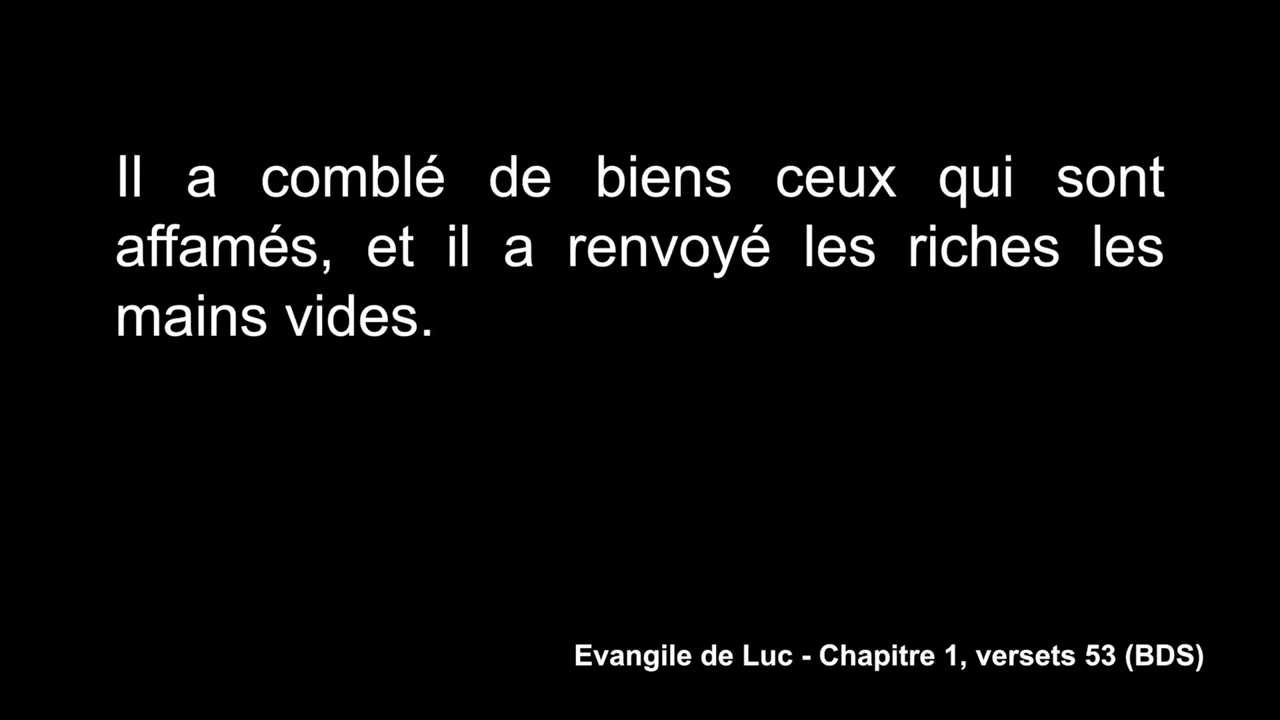 Il a comblé de biens ceux qui sont
affamés, et il a renvoyé les riches les
mains vides.
Evangile de Luc - Chapitre 1, versets 53 (BDS)